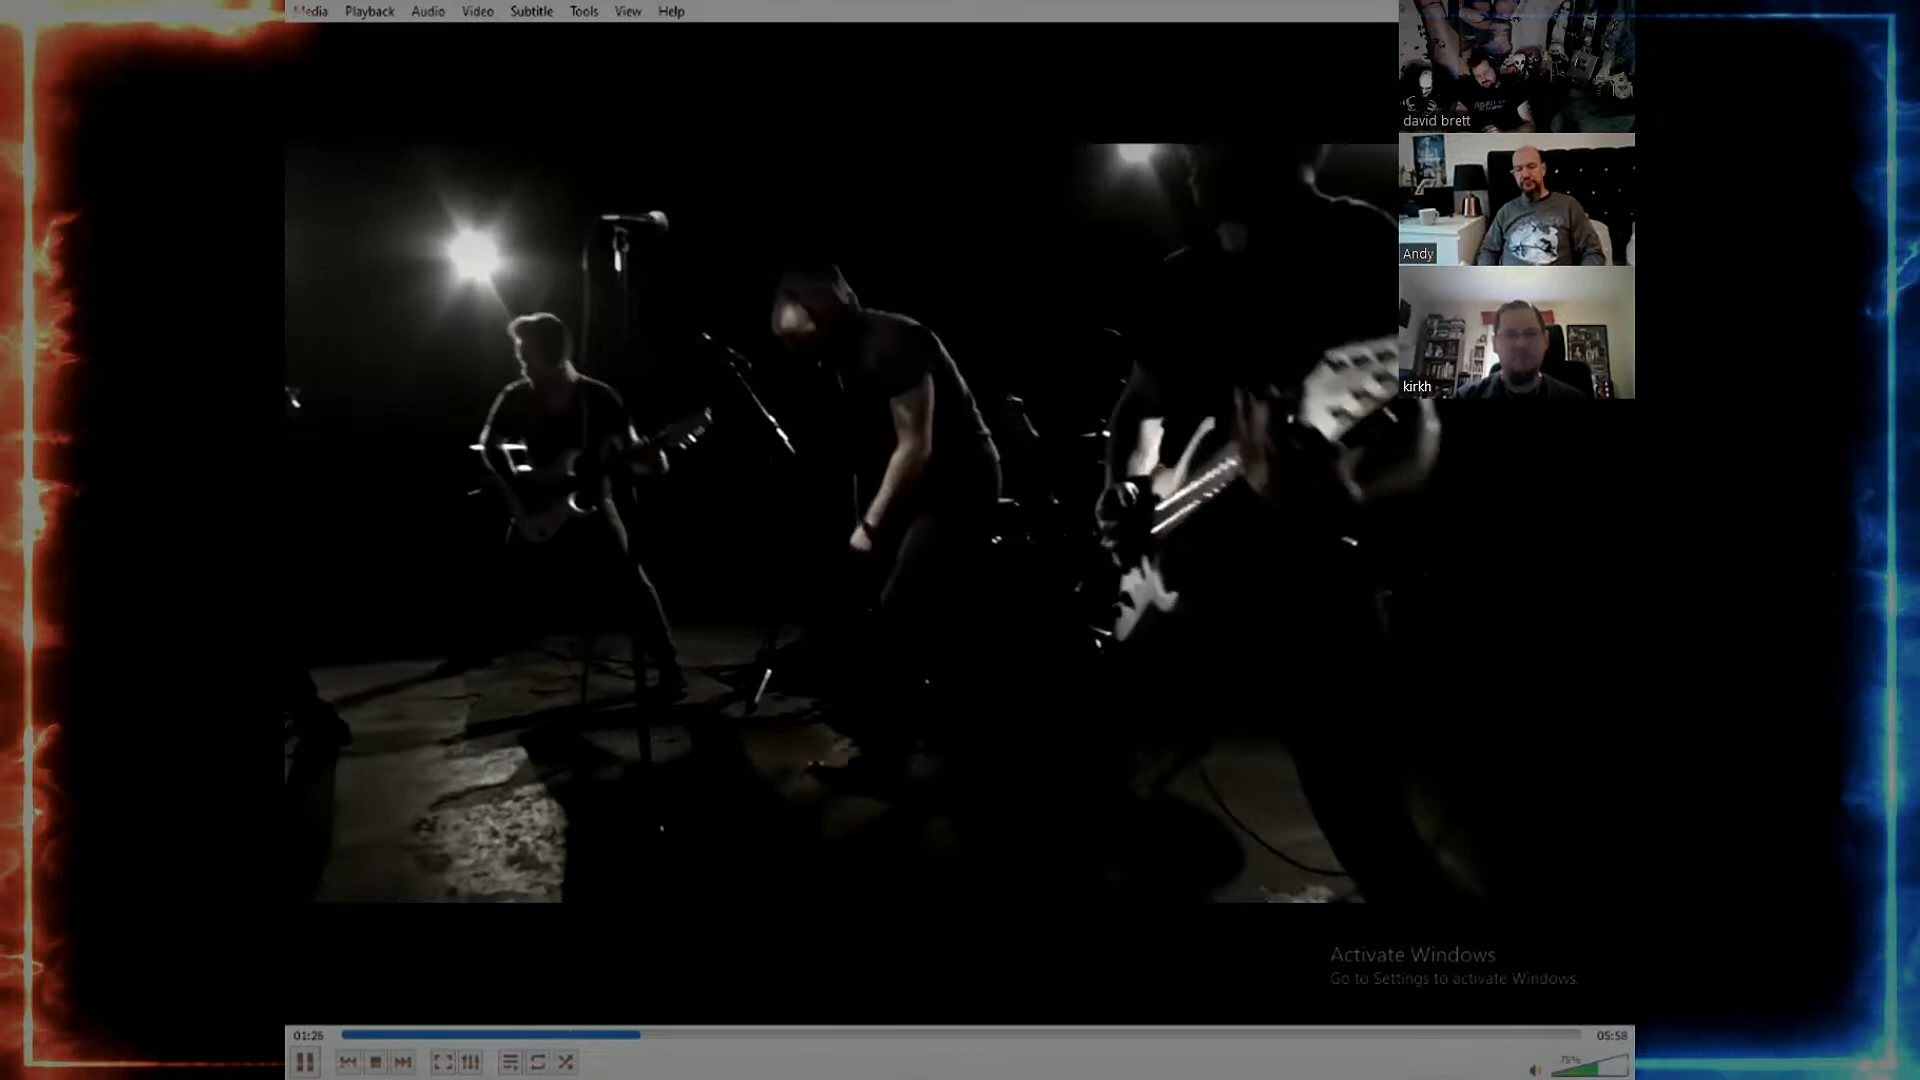 Media Playback Audio Video Subtitle Tools View Help
david brett
Andy
kirkh
Activate Windows
Go to Settings to activate Windows.
01:26
05:58
75%